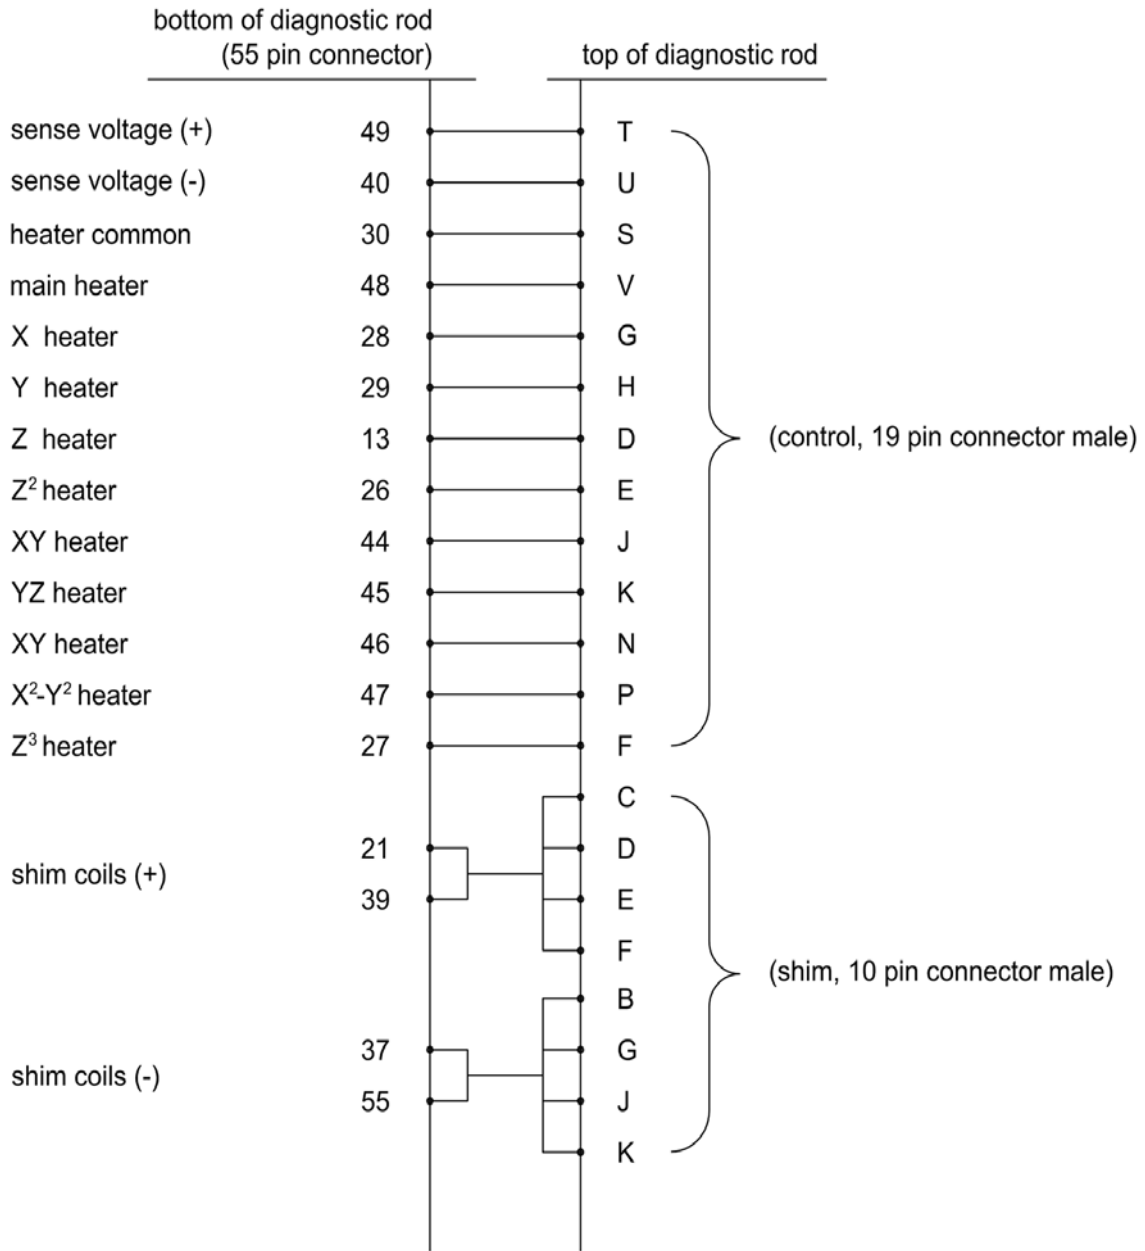 bottom of diagnostic rod
(55 pin connector)
top of diagnostic rod
sense voltage (+) 49 T
sense voltage (-) 40 U
heater common 30 S
main heater 48 V
X heater 28 G
Y heater 29 H
Z heater 13 D
(control, 19 pin connector male)
Z² heater 26 E
XY heater 44 J
YZ heater 45 K
XY heater 46 N
X²-Y² heater 47 P
Z³ heater 27 F
C
21 D
shim coils (+)
39 E
F
(shim, 10 pin connector male)
B
37 G
shim coils (-)
55 J
K